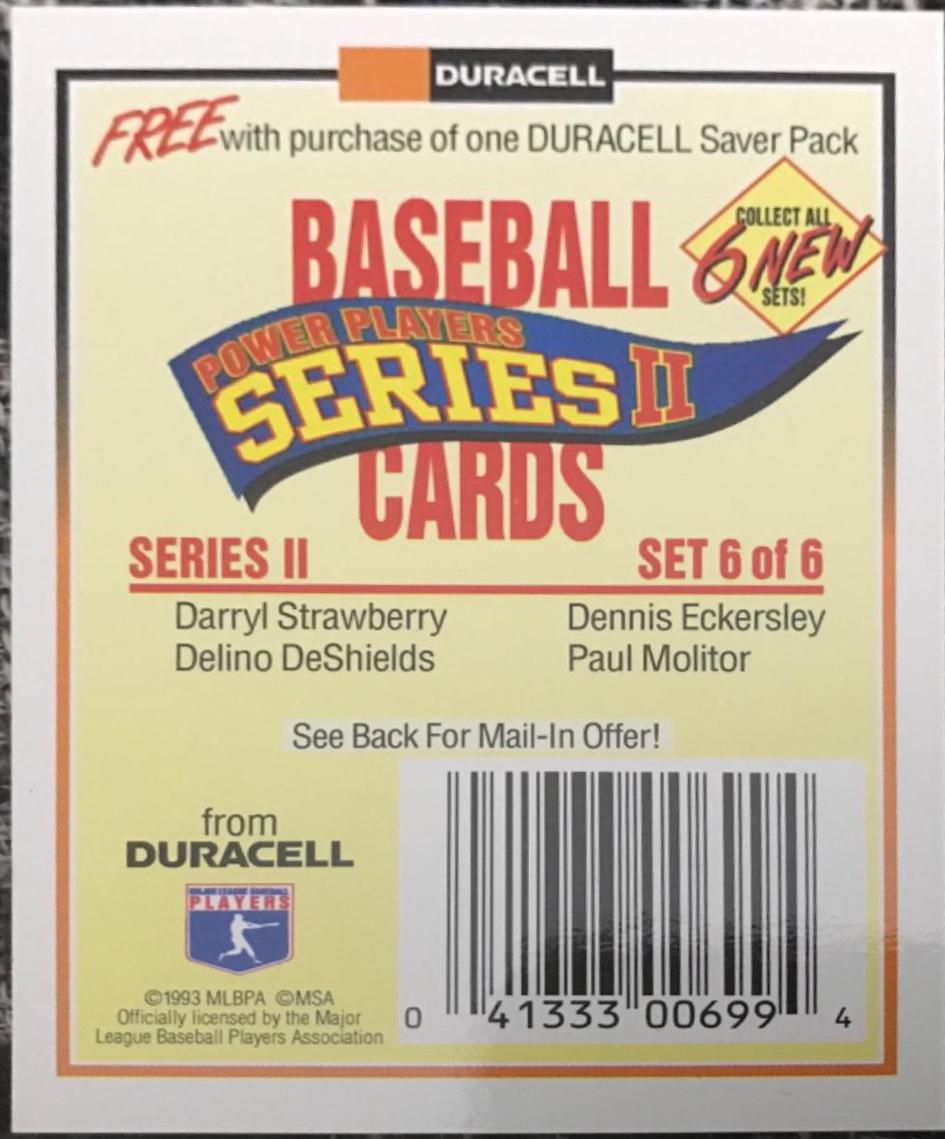 DURACELL
FREE with purchase of one DURACELL Saver Pack
BASEBALL
COLLECT ALL
6 NEW
SETS!
POWER PLAYERS
SERIES II
CARDS
SERIES II SET 6 of 6
Darryl Strawberry Dennis Eckersley
Delino DeShields Paul Molitor
See Back For Mail-In Offer!
from
DURACELL
MAJOR LEAGUE BASEBALL
PLAYERS
©1993 MLBPA ©MSA
Officially licensed by the Major
League Baseball Players Association
0 41333 00699 4